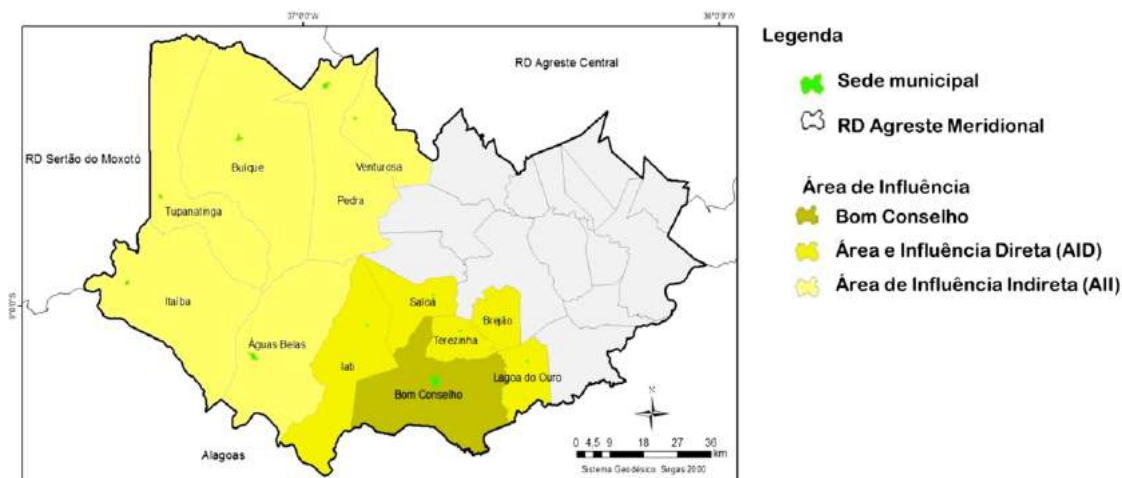 37°0'0"W
36°0'0"W
RD Agreste Central
RD Sertão do Moxotó
Buíque
Venturosa
Pedra
Tupanatinga
9°0'0"S
Itaíba
Saloá
Brejão
Terezinha
Águas Belas
Iati
Lagoa do Ouro
Bom Conselho
Alagoas
N
0 4,5 9 18 27 36
km
Sistema Geodésico: Sirgas 2000
Legenda
Sede municipal
RD Agreste Meridional
Área de Influência
Bom Conselho
Área e Influência Direta (AID)
Área de Influência Indireta (AII)